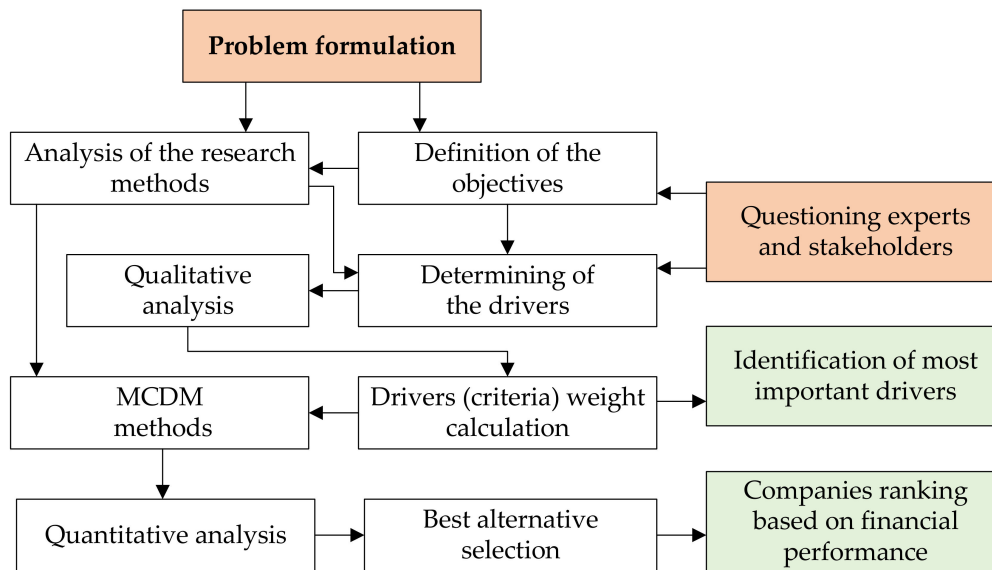 Problem formulation
Analysis of the research
methods
Definition of the
objectives
Questioning experts
and stakeholders
Qualitative
analysis
Determining of
the drivers
Identification of most
important drivers
MCDM
methods
Drivers (criteria) weight
calculation
Quantitative analysis
Best alternative
selection
Companies ranking
based on financial
performance